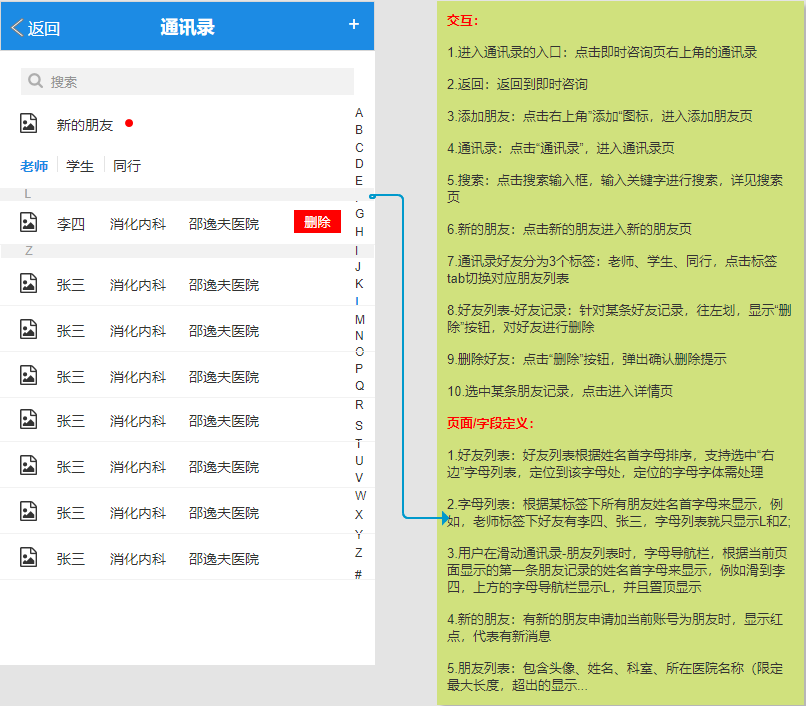 返回
通讯录
+
搜索
新的朋友
老师
学生
同行
L
李四 消化内科 邵逸夫医院 删除
Z
张三 消化内科 邵逸夫医院
张三 消化内科 邵逸夫医院
张三 消化内科 邵逸夫医院
张三 消化内科 邵逸夫医院
张三 消化内科 邵逸夫医院
张三 消化内科 邵逸夫医院
张三 消化内科 邵逸夫医院
A
B
C
D
E
G
H
I
J
K
M
N
O
P
Q
R
S
T
U
V
W
X
Y
Z
#
交互：
1.进入通讯录的入口：点击即时咨询页右上角的通讯录
2.返回：返回到即时咨询
3.添加朋友：点击右上角”添加“图标，进入添加朋友页
4.通讯录：点击“通讯录”，进入通讯录页
5.搜索：点击搜索输入框，输入关键字进行搜索，详见搜索
页
6.新的朋友：点击新的朋友进入新的朋友页
7.通讯录好友分为3个标签：老师、学生、同行，点击标签
tab切换对应朋友列表
8.好友列表-好友记录：针对某条好友记录，往左划，显示“删
除”按钮，对好友进行删除
9.删除好友：点击“删除”按钮，弹出确认删除提示
10.选中某条朋友记录，点击进入详情页
页面/字段定义：
1.好友列表：好友列表根据姓名首字母排序，支持选中“右
边”字母列表，定位到该字母处，定位的字母字体需处理
2.字母列表：根据某标签下所有朋友姓名首字母来显示，例
如，老师标签下好友有李四、张三，字母列表就只显示L和Z;
3.用户在滑动通讯录-朋友列表时，字母导航栏，根据当前页
面显示的第一条朋友记录的姓名首字母来显示，例如滑到李
四，上方的字母导航栏显示L，并且置顶显示
4.新的朋友：有新的朋友申请加当前账号为朋友时，显示红
点，代表有新消息
5.朋友列表：包含头像、姓名、科室、所在医院名称（限定
最大长度，超出的显示...